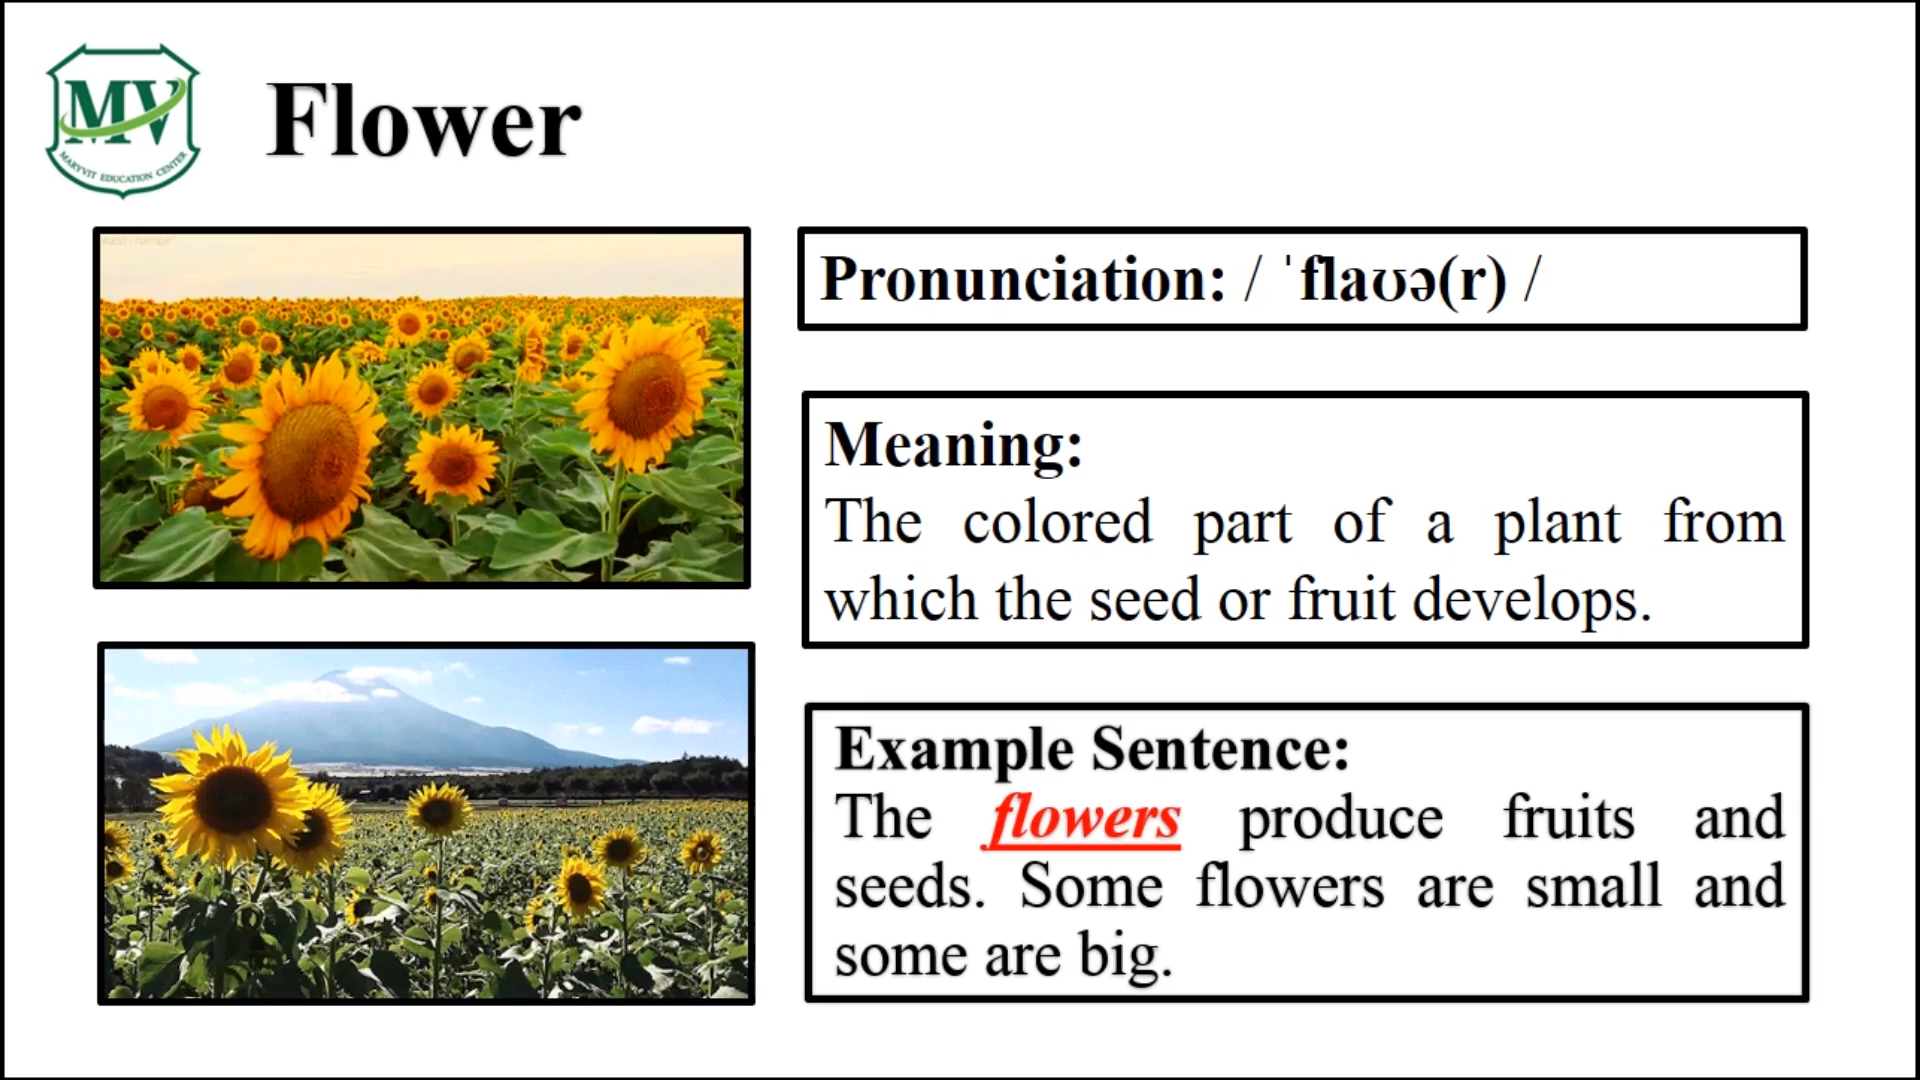 MV
MARYVIT EDUCATION CENTER
Flower
Pronunciation: / ˈflaʊə(r) /
Meaning:
The colored part of a plant from
which the seed or fruit develops.
Example Sentence:
The flowers produce fruits and
seeds. Some flowers are small and
some are big.